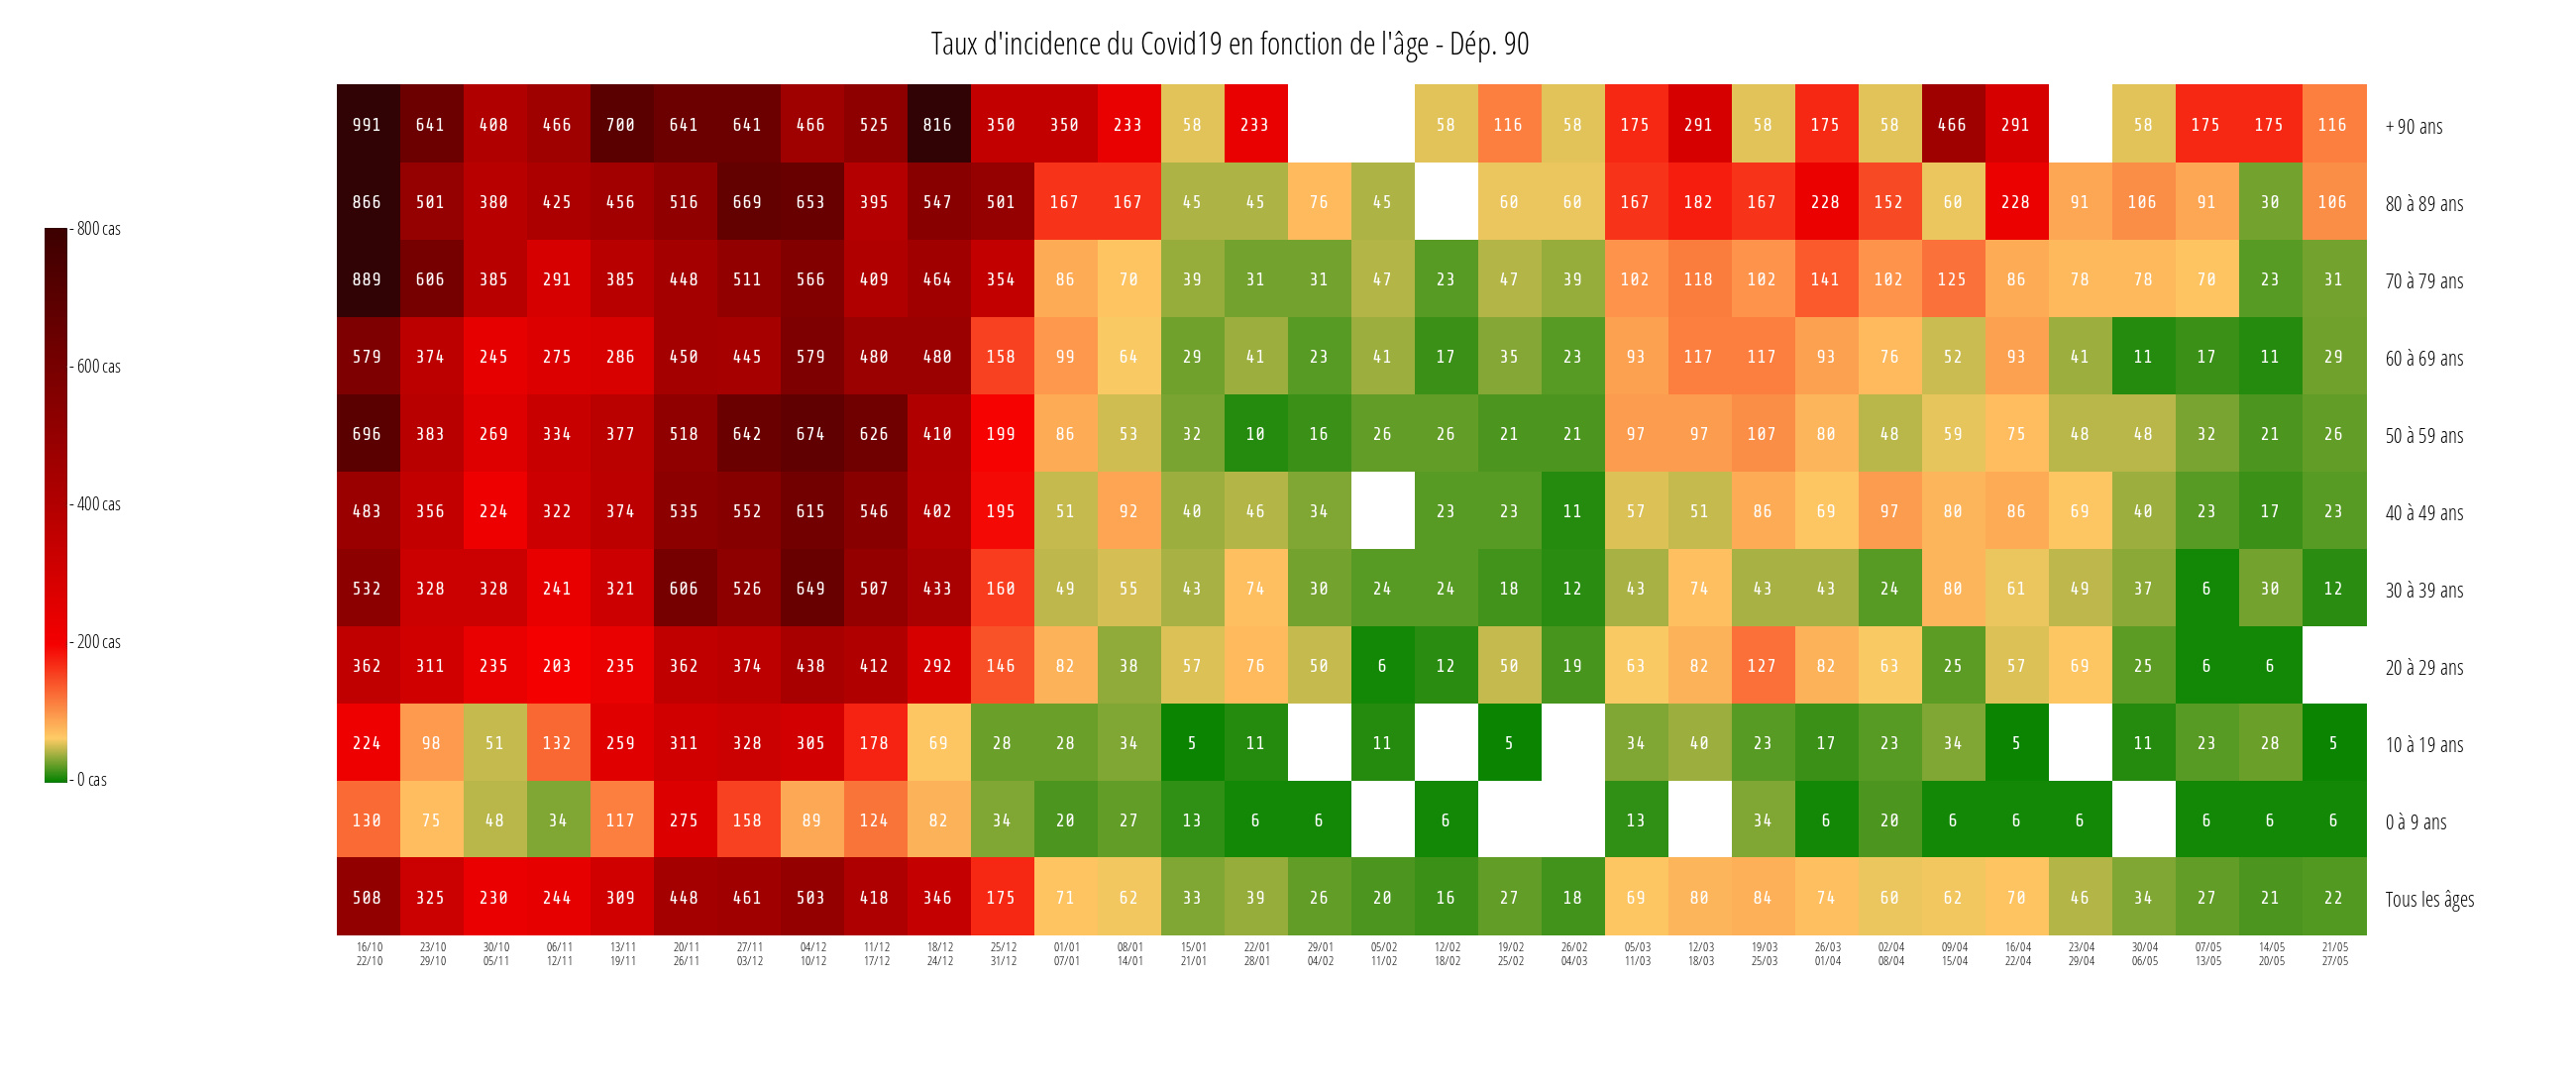 Taux d'incidence du Covid19 en fonction de l'âge - Dép. 90
- 800 cas
- 600 cas
- 400 cas
- 200 cas
- 0 cas
991 641 408 466 700 641 641 466 525 816 350 350 233 58 233 58 116 58 175 291 58 175 58 466 291 58 175 175 116 + 90 ans
866 501 380 425 456 516 669 653 395 547 501 167 167 45 45 76 45 60 60 167 182 167 228 152 60 228 91 106 91 30 106 80 à 89 ans
889 606 385 291 385 448 511 566 409 464 354 86 70 39 31 31 47 23 47 39 102 118 102 141 102 125 86 78 78 70 23 31 70 à 79 ans
579 374 245 275 286 450 445 579 480 480 158 99 64 29 41 23 41 17 35 23 93 117 117 93 76 52 93 41 11 17 11 29 60 à 69 ans
696 383 269 334 377 518 642 674 626 410 199 86 53 32 10 16 26 26 21 21 97 97 107 80 48 59 75 48 48 32 21 26 50 à 59 ans
483 356 224 322 374 535 552 615 546 402 195 51 92 40 46 34 23 23 11 57 51 86 69 97 80 86 69 40 23 17 23 40 à 49 ans
532 328 328 241 321 606 526 649 507 433 160 49 55 43 74 30 24 24 18 12 43 74 43 43 24 80 61 49 37 6 30 12 30 à 39 ans
362 311 235 203 235 362 374 438 412 292 146 82 38 57 76 50 6 12 50 19 63 82 127 82 63 25 57 69 25 6 6 20 à 29 ans
224 98 51 132 259 311 328 305 178 69 28 28 34 5 11 11 5 34 40 23 17 23 34 5 11 23 28 5 10 à 19 ans
130 75 48 34 117 275 158 89 124 82 34 20 27 13 6 6 6 13 34 6 20 6 6 6 6 6 6 0 à 9 ans
508 325 230 244 309 448 461 503 418 346 175 71 62 33 39 26 20 16 27 18 69 80 84 74 60 62 70 46 34 27 21 22 Tous les âges
16/10 23/10 30/10 06/11 13/11 20/11 27/11 04/12 11/12 18/12 25/12 01/01 08/01 15/01 22/01 29/01 05/02 12/02 19/02 26/02 05/03 12/03 19/03 26/03 02/04 09/04 16/04 23/04 30/04 07/05 14/05 21/05
22/10 29/10 05/11 12/11 19/11 26/11 03/12 10/12 17/12 24/12 31/12 07/01 14/01 21/01 28/01 04/02 11/02 18/02 25/02 04/03 11/03 18/03 25/03 01/04 08/04 15/04 22/04 29/04 06/05 13/05 20/05 27/05